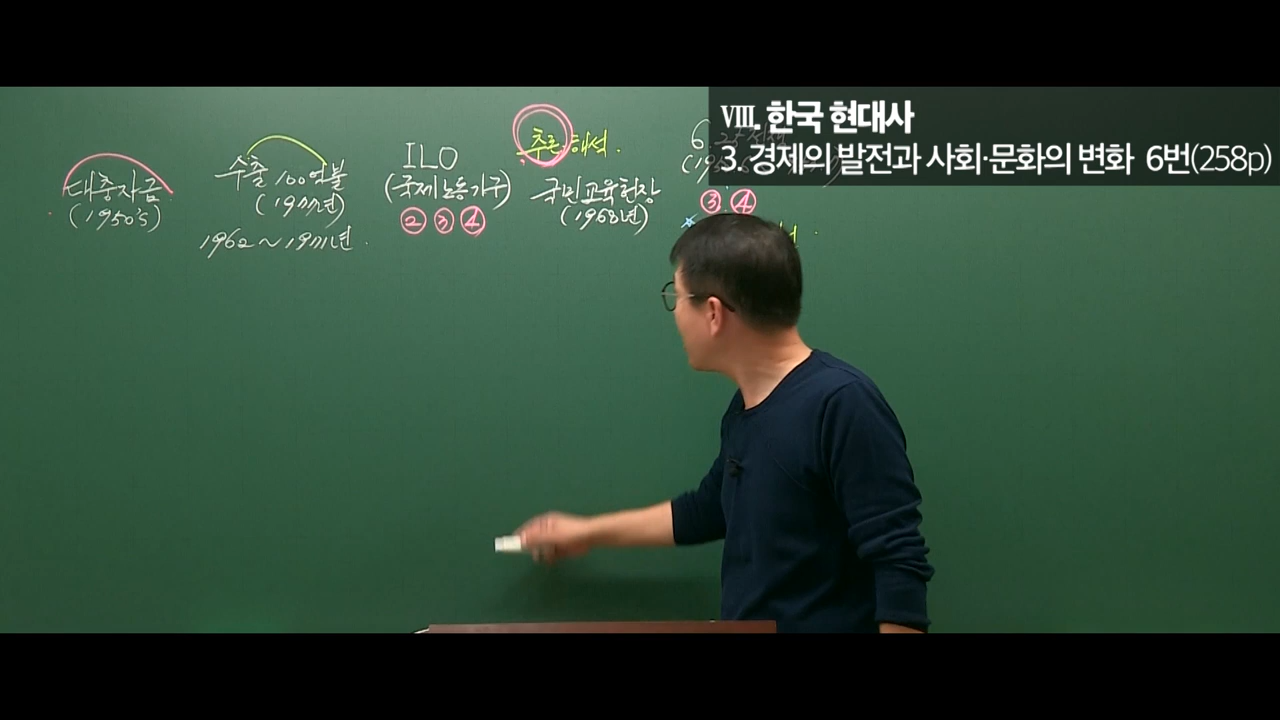 Ⅷ. 한국 현대사
3. 경제의 발전과 사회·문화의 변화 6번(258p)
대충자금
(1950's)
수출 100억불
(1977년)
1962 ~ 1971년.
ILO
(국제노동기구)
② ③ ④
추론·해석.
국민교육헌장
(1968년)
6
③ ④